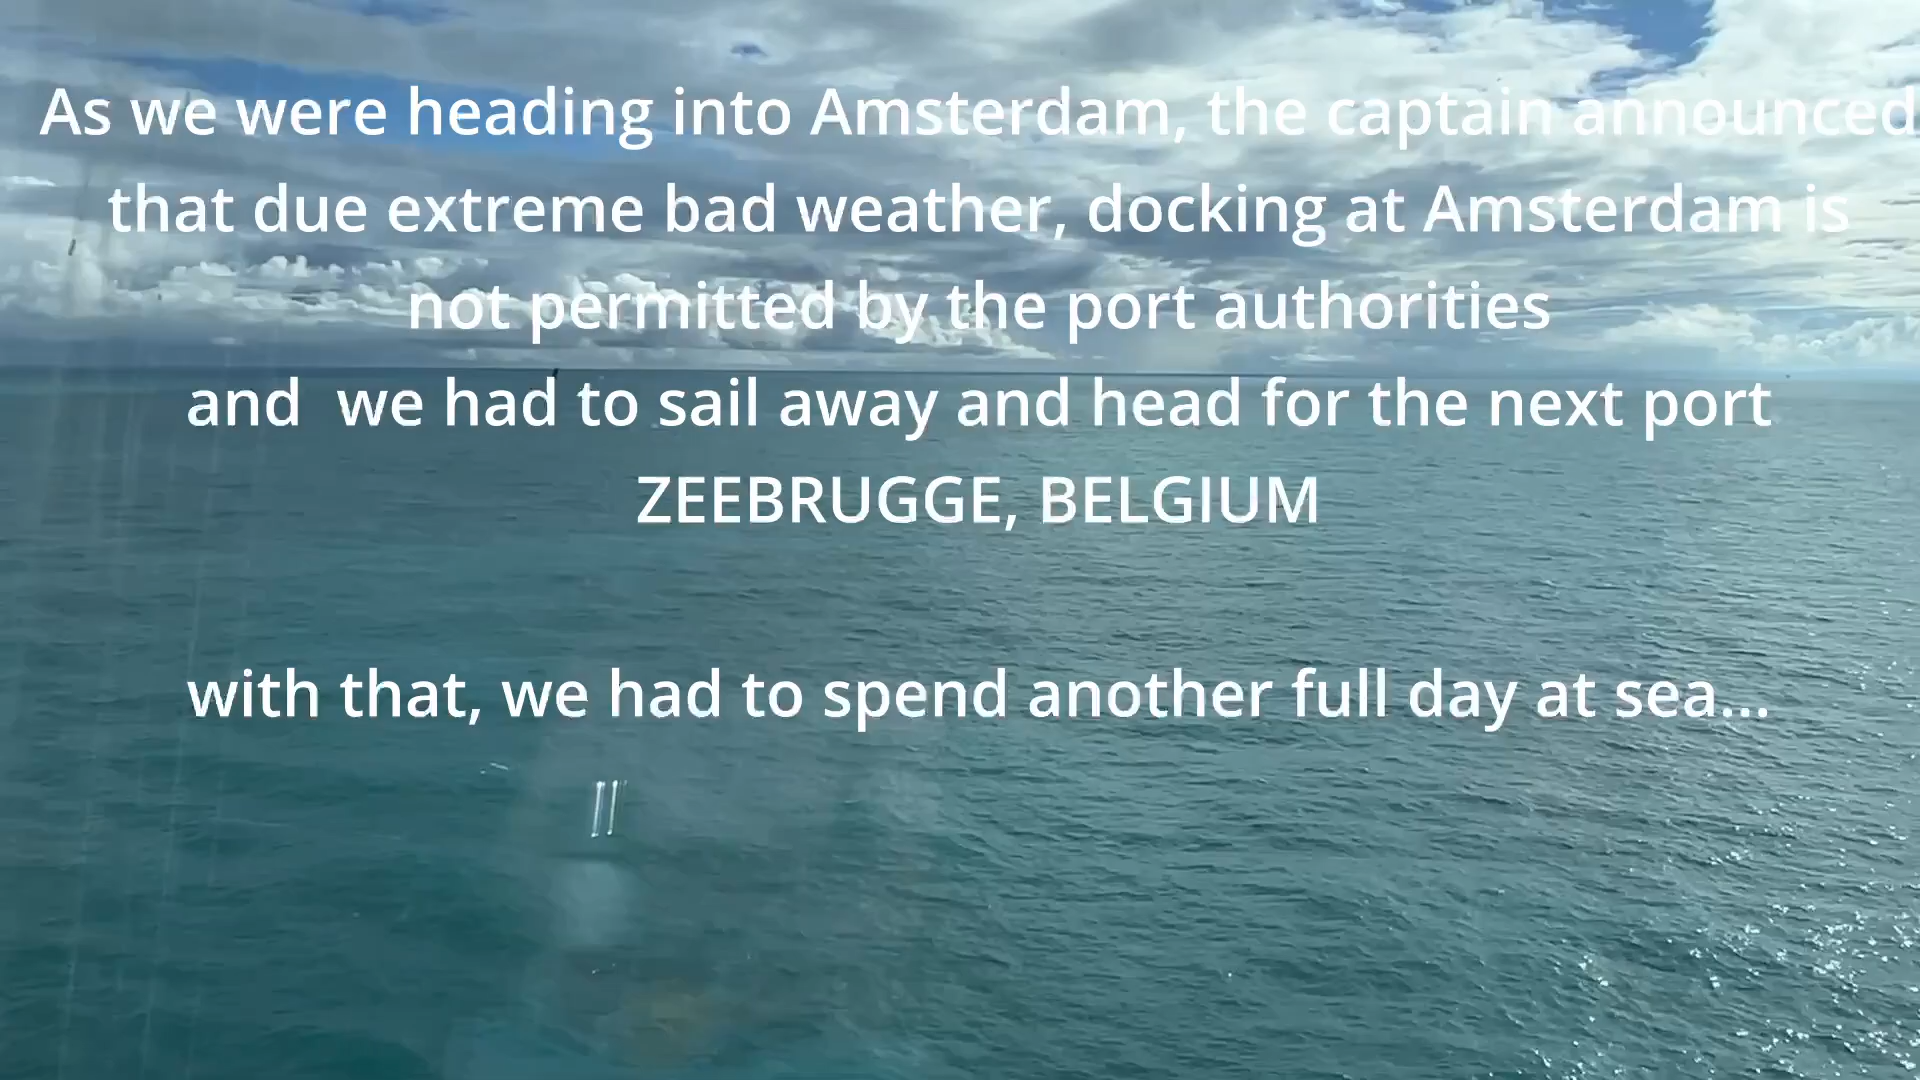 As we were heading into Amsterdam, the captain announced
that due extreme bad weather, docking at Amsterdam is
not permitted by the port authorities
and  we had to sail away and head for the next port
ZEEBRUGGE, BELGIUM
with that, we had to spend another full day at sea...